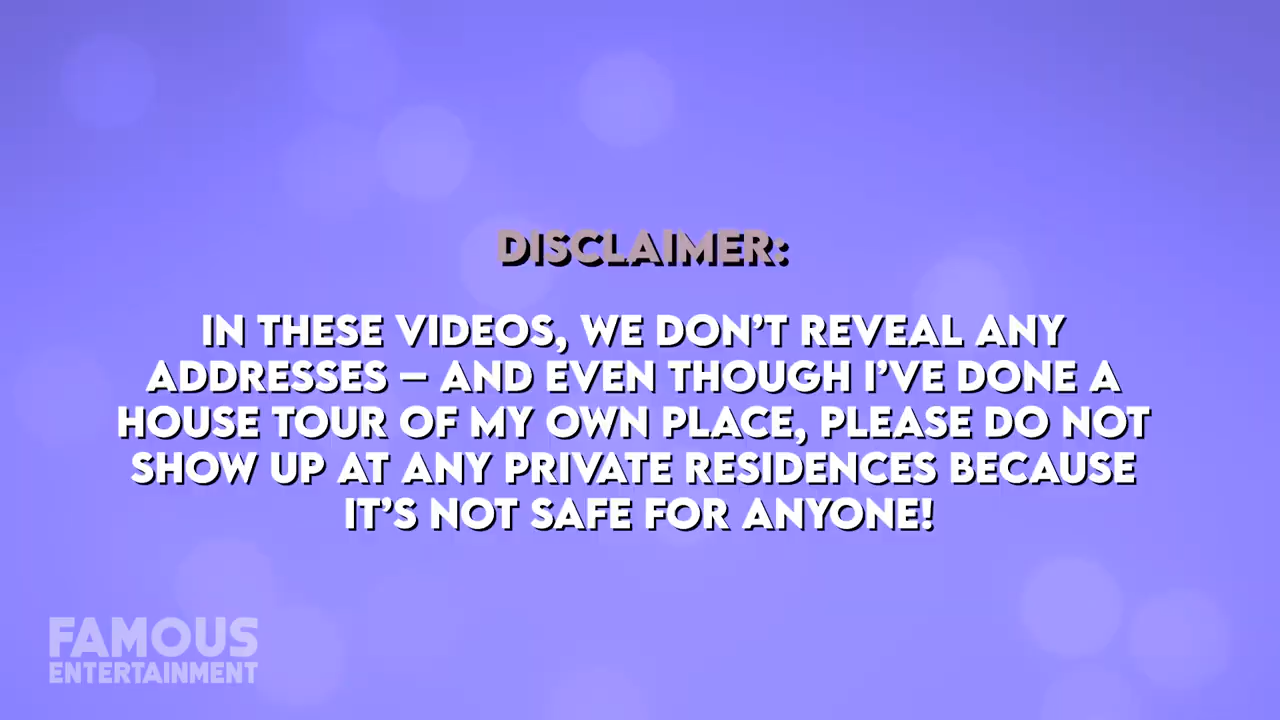 DISCLAIMER:
IN THESE VIDEOS, WE DON'T REVEAL ANY
ADDRESSES – AND EVEN THOUGH I'VE DONE A
HOUSE TOUR OF MY OWN PLACE, PLEASE DO NOT
SHOW UP AT ANY PRIVATE RESIDENCES BECAUSE
IT'S NOT SAFE FOR ANYONE!
FAMOUS
ENTERTAINMENT